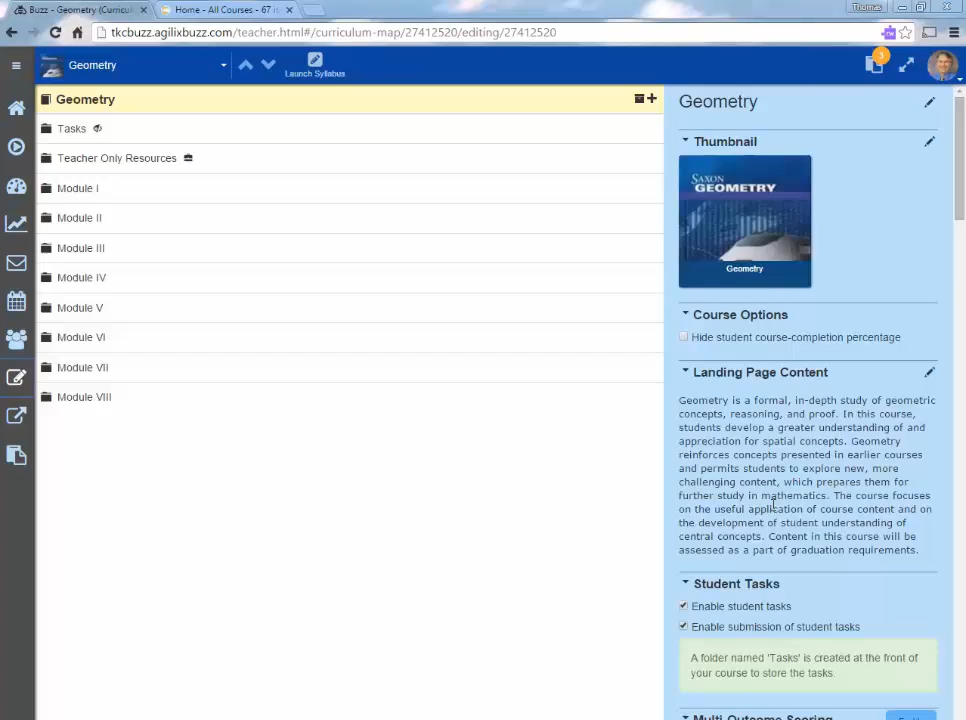 Buzz - Geometry (Curricul
Home - All Courses - 67 is
Thomas
tkcbuzz.agilixbuzz.com/teacher.html#/curriculum-map/27412520/editing/27412520
Geometry
Launch Syllabus
3
Geometry
Tasks
Teacher Only Resources
Module I
Module II
Module III
Module IV
Module V
Module VI
Module VII
Module VIII
Geometry
Thumbnail
SAXON
GEOMETRY
Geometry
Course Options
Hide student course-completion percentage
Landing Page Content
Geometry is a formal, in-depth study of geometric
concepts, reasoning, and proof. In this course,
students develop a greater understanding of and
appreciation for spatial concepts. Geometry
reinforces concepts presented in earlier courses
and permits students to explore new, more
challenging content, which prepares them for
further study in mathematics. The course focuses
on the useful application of course content and on
the development of student understanding of
central concepts. Content in this course will be
assessed as a part of graduation requirements.
Student Tasks
Enable student tasks
Enable submission of student tasks
A folder named 'Tasks' is created at the front of
your course to store the tasks.
Multi-Outcome Scoring